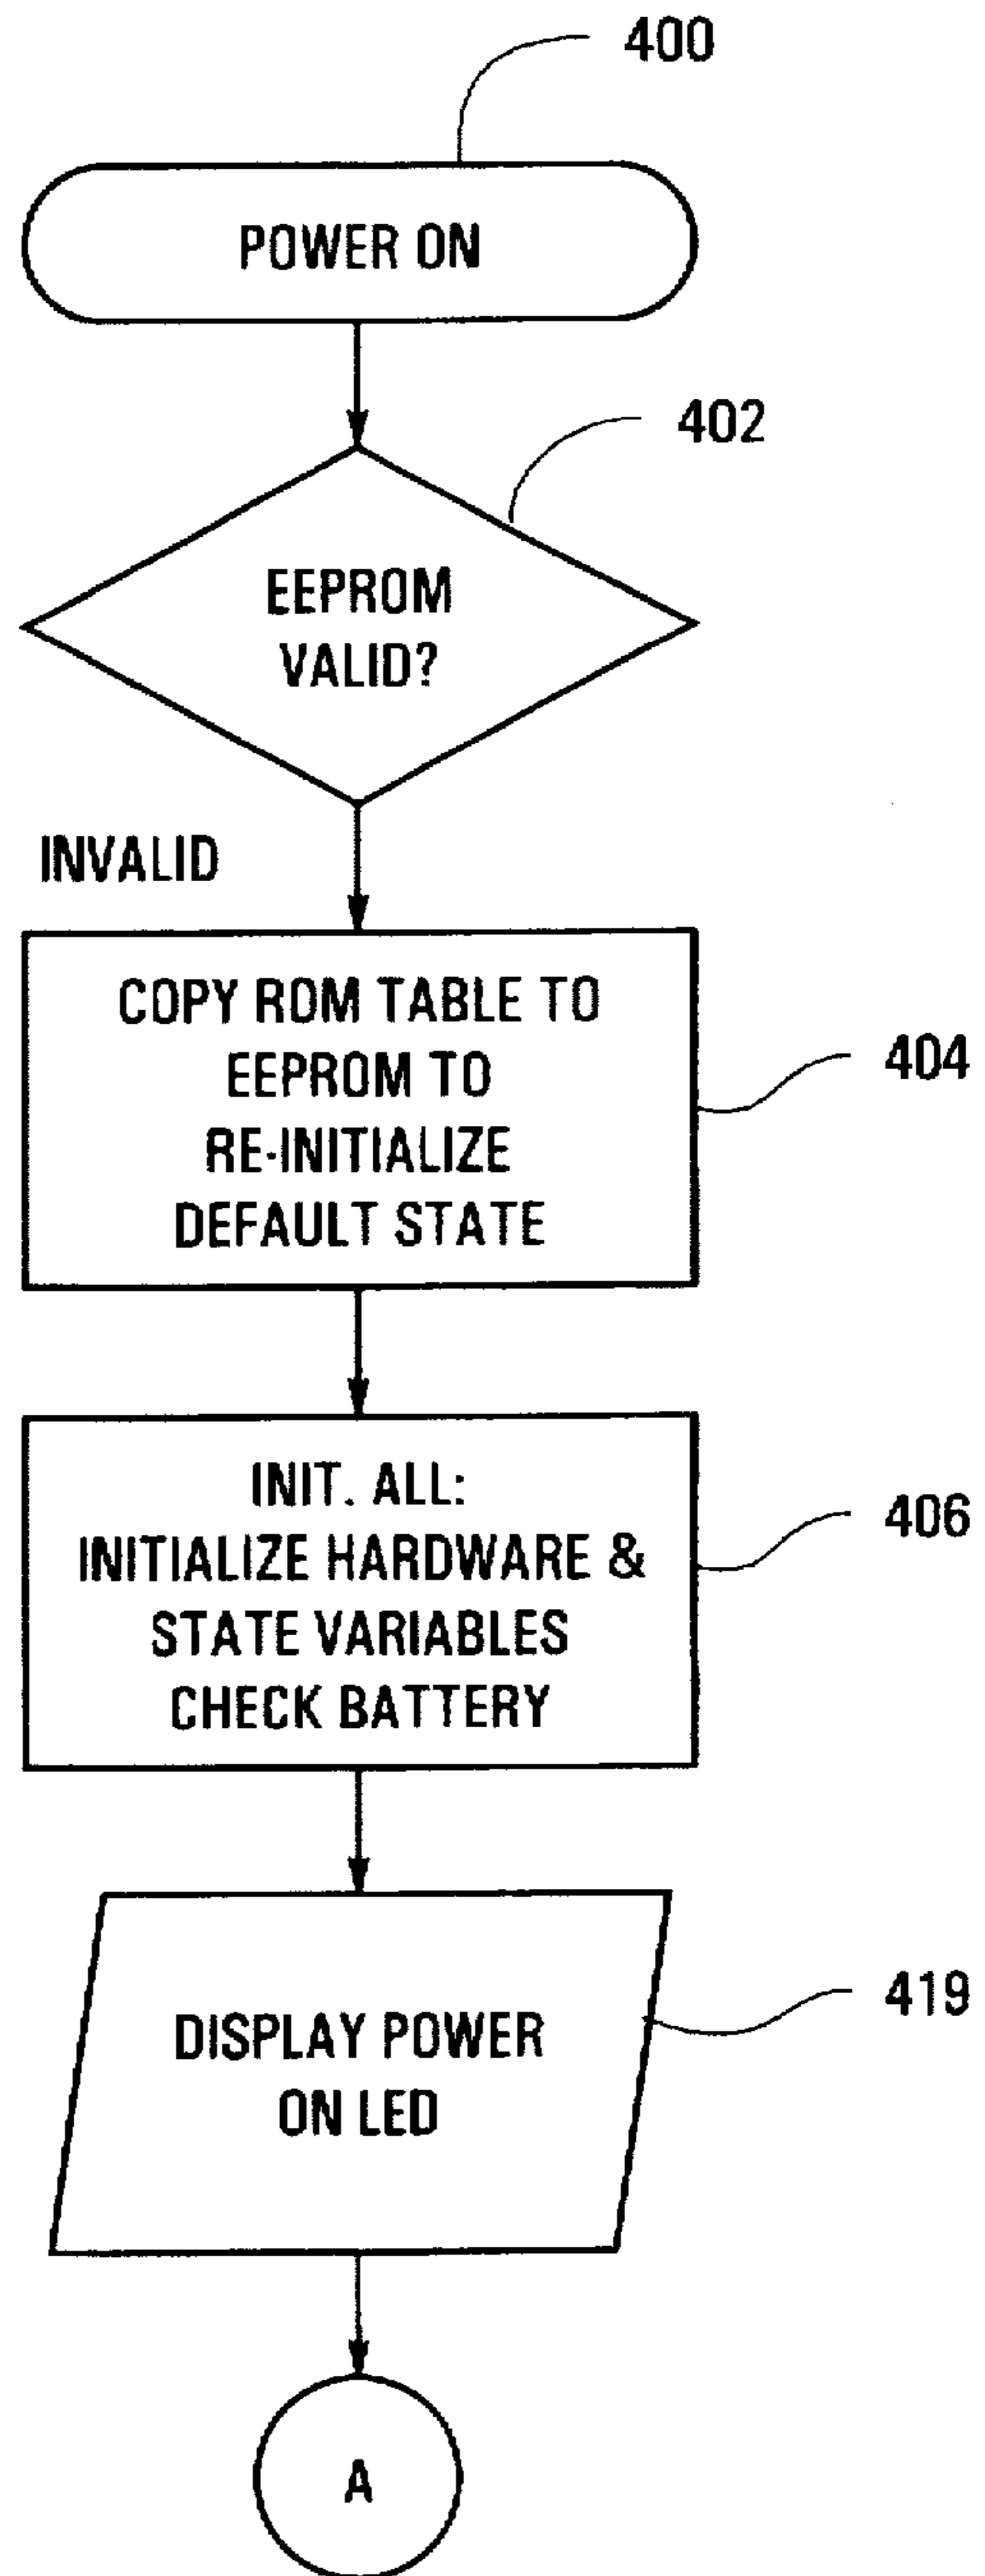 400
POWER ON
402
EEPROM
VALID?
INVALID
COPY ROM TABLE TO
EEPROM TO
RE-INITIALIZE
DEFAULT STATE
404
INIT. ALL:
INITIALIZE HARDWARE &
STATE VARIABLES
CHECK BATTERY
406
DISPLAY POWER
ON LED
419
A